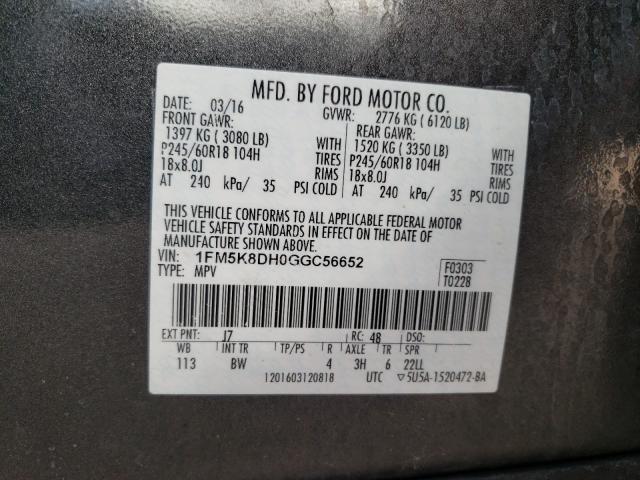 MFD. BY FORD MOTOR CO.
DATE: 03/16 GVWR: 2776 KG ( 6120 LB)
FRONT GAWR: REAR GAWR:
1397 KG ( 3080 LB) WITH 1520 KG ( 3350 LB) WITH
P245/60R18 104H TIRES P245/60R18 104H TIRES
18x8.0J RIMS 18x8.0J RIMS
AT 240 kPa/ 35 PSI COLD AT 240 kPa/ 35 PSI COLD
THIS VEHICLE CONFORMS TO ALL APPLICABLE FEDERAL MOTOR
VEHICLE SAFETY STANDARDS IN EFFECT ON THE DATE OF
MANUFACTURE SHOWN ABOVE.
VIN: 1FM5K8DH0GGC56652 F0303
TYPE: MPV T0228
EXT PNT: J7 RC: 48 DSO:
WB INT TR TP/PS R AXLE TR SPR
113 BW 4 3H 6 22LL
1201603120818 UTC ▽5U5A-1520472-BA